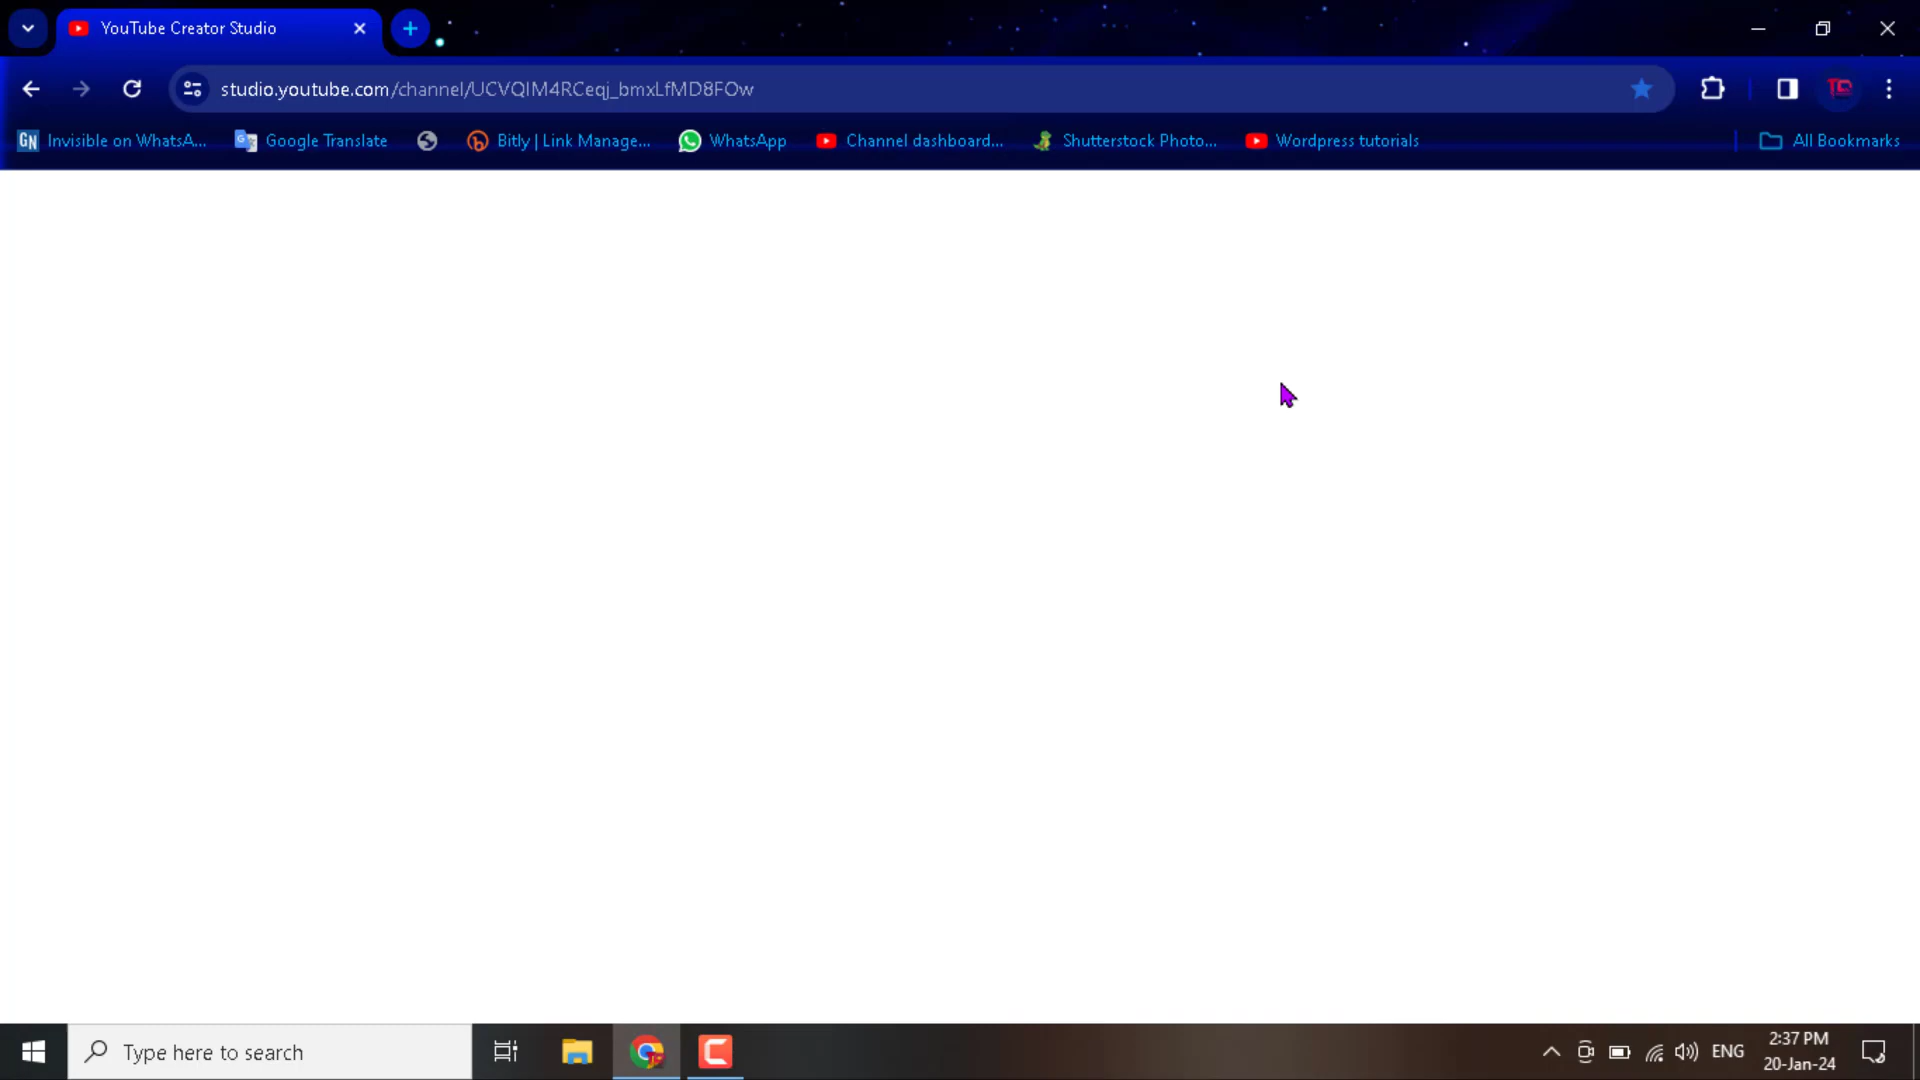 YouTube Creator Studio
studio.youtube.com/channel/UCVQIM4RCeqj_bmxLfMD8FOw
GN Invisible on WhatsA... Google Translate Bitly | Link Manage... WhatsApp Channel dashboard... Shutterstock Photo... Wordpress tutorials All Bookmarks
Type here to search
ENG
2:37 PM
20-Jan-24